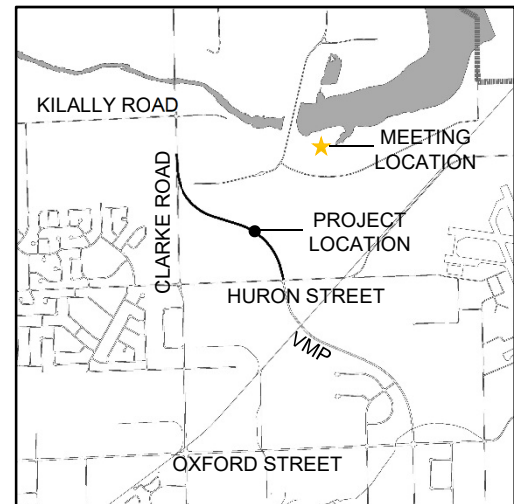 KILALLY ROAD
MEETING
LOCATION
CLARKE ROAD
PROJECT
LOCATION
HURON STREET
VMP
OXFORD STREET